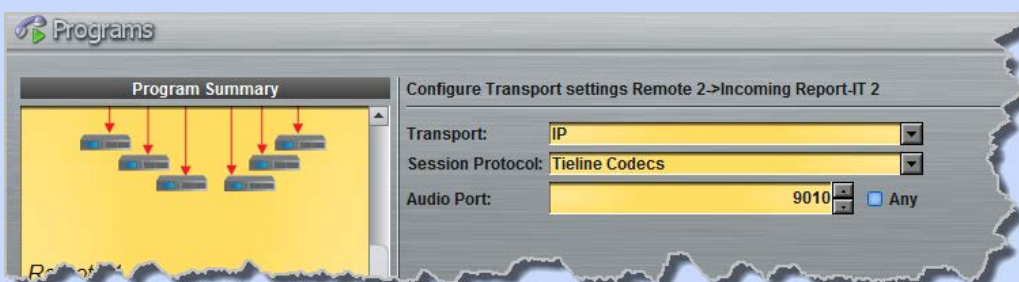 Programs
Program Summary
Configure Transport settings Remote 2->Incoming Report-IT 2
Transport: IP
Session Protocol: Tieline Codecs
Audio Port: 9010 Any